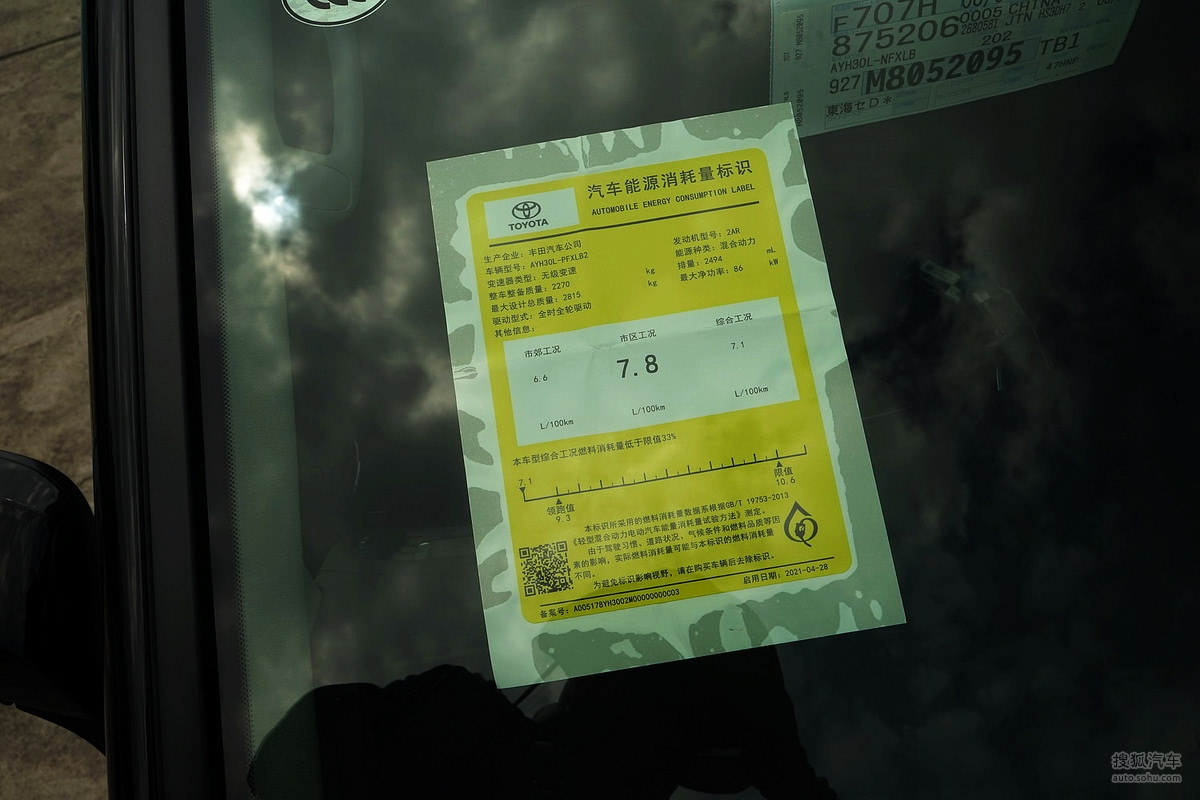 F707H
0005 CHINA
875206
268058I JTN
202
AYH30L-NFXLB
927 M8052095 TB1
47HNP
東海セD*
TOYOTA
汽车能源消耗量标识
AUTOMOBILE ENERGY CONSUMPTION LABEL
生产企业：丰田汽车公司
车辆型号：AYH30L-PFXLB2
变速器类型：无级变速
整车整备质量：2270 kg
最大设计总质量：2815 kg
驱动型式：全时全轮驱动
其他信息：
发动机型号：2AR
能源种类：混合动力
排量：2494 mL
最大净功率：86 kW
市郊工况 市区工况 综合工况
6.6 7.8 7.1
L/100km L/100km L/100km
本车型综合工况燃料消耗量低于限值33%
7.1
领跑值
9.3
限值
10.6
本标识所采用的燃料消耗量数据系根据GB/T 19753-2013
《轻型混合动力电动汽车能量消耗量试验方法》测定。
由于驾驶习惯、道路状况、气候条件和燃料品质等因
素的影响，实际燃料消耗量可能与本标识的燃料消耗量
不同。
为避免标识影响视野，请在购买车辆后去除标识。
备案号：A005178YH3002M00000000C03
启用日期：2021-04-28
搜狐汽车
auto.sohu.com